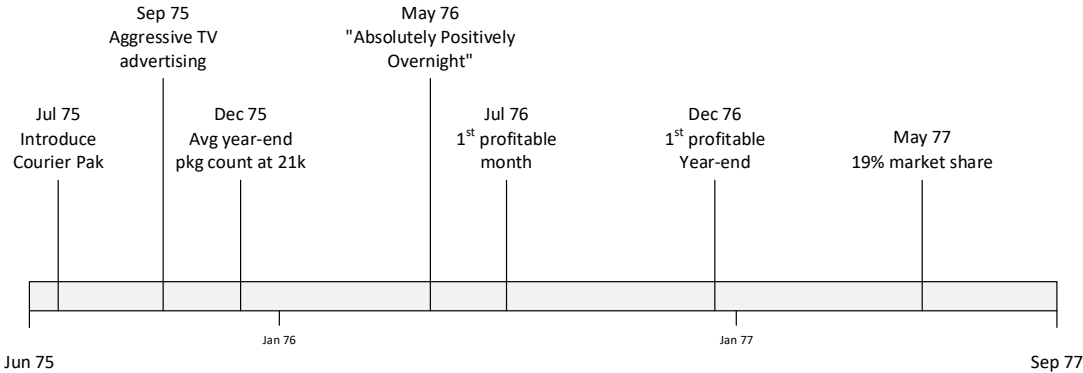 Sep 75
Aggressive TV
advertising
May 76
"Absolutely Positively
Overnight"
Jul 75
Introduce
Courier Pak
Dec 75
Avg year-end
pkg count at 21k
Jul 76
1st profitable
month
Dec 76
1st profitable
Year-end
May 77
19% market share
Jan 76
Jan 77
Jun 75
Sep 77